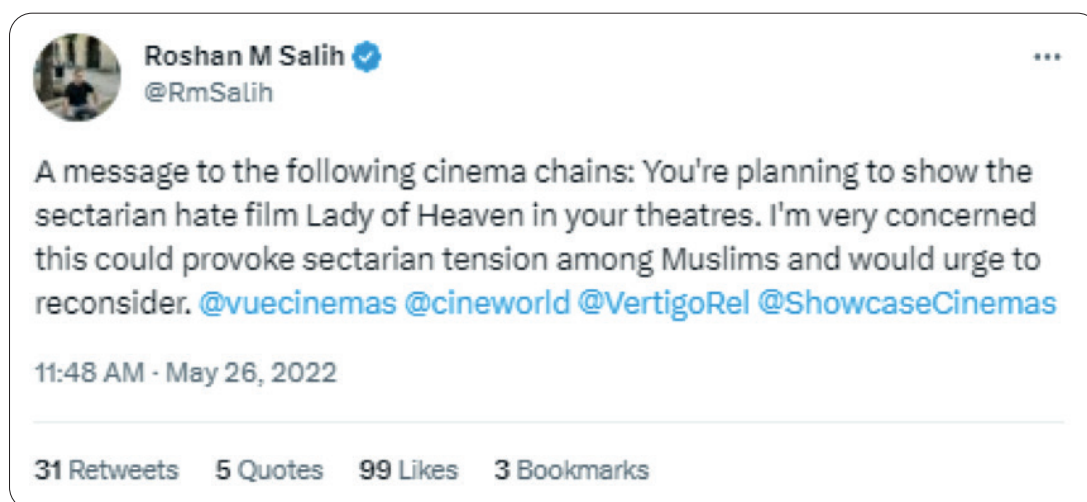 Roshan M Salih
@RmSalih
A message to the following cinema chains: You're planning to show the
sectarian hate film Lady of Heaven in your theatres. I'm very concerned
this could provoke sectarian tension among Muslims and would urge to
reconsider. @vuecinemas @cineworld @VertigoRel @ShowcaseCinemas
11:48 AM · May 26, 2022
31 Retweets 5 Quotes 99 Likes 3 Bookmarks